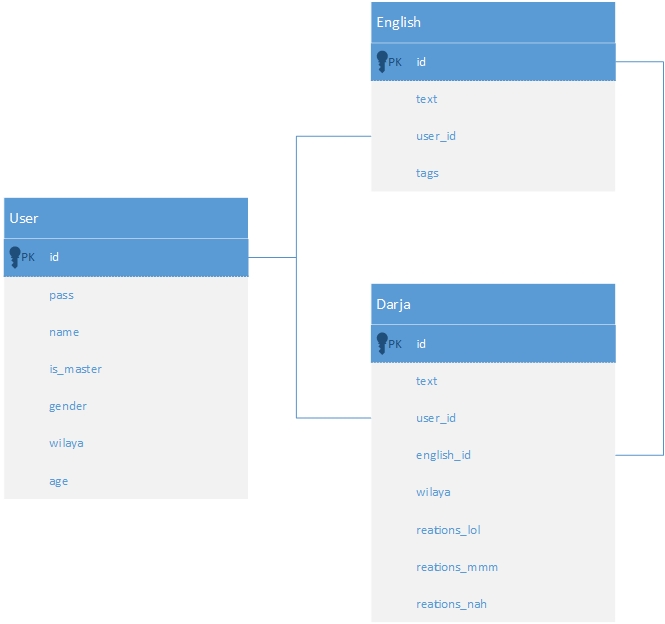 English
PK id
text
user_id
tags
User
PK id
pass
name
is_master
gender
wilaya
age
Darja
PK id
text
user_id
english_id
wilaya
reations_lol
reations_mmm
reations_nah